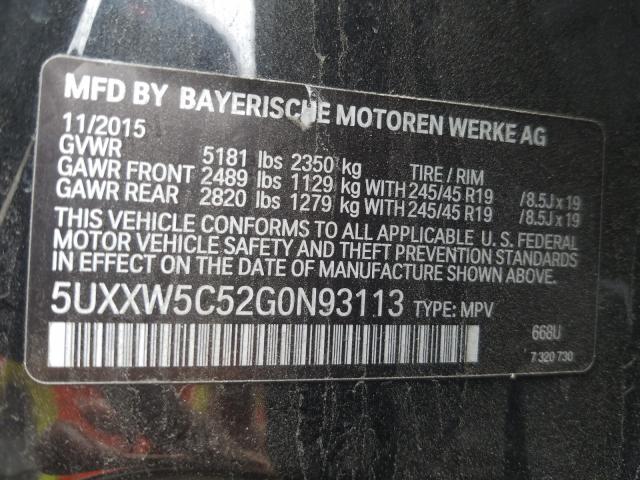 MFD BY BAYERISCHE MOTOREN WERKE AG
11/2015
GVWR 5181 lbs 2350 kg TIRE / RIM
GAWR FRONT 2489 lbs 1129 kg WITH 245/45 R19 /8.5J x 19
GAWR REAR 2820 lbs 1279 kg WITH 245/45 R19 /8.5J x 19
THIS VEHICLE CONFORMS TO ALL APPLICABLE U. S. FEDERAL
MOTOR VEHICLE SAFETY AND THEFT PREVENTION STANDARDS
IN EFFECT ON THE DATE OF MANUFACTURE SHOWN ABOVE.
5UXXW5C52G0N93113 TYPE: MPV
668U
7 320 730